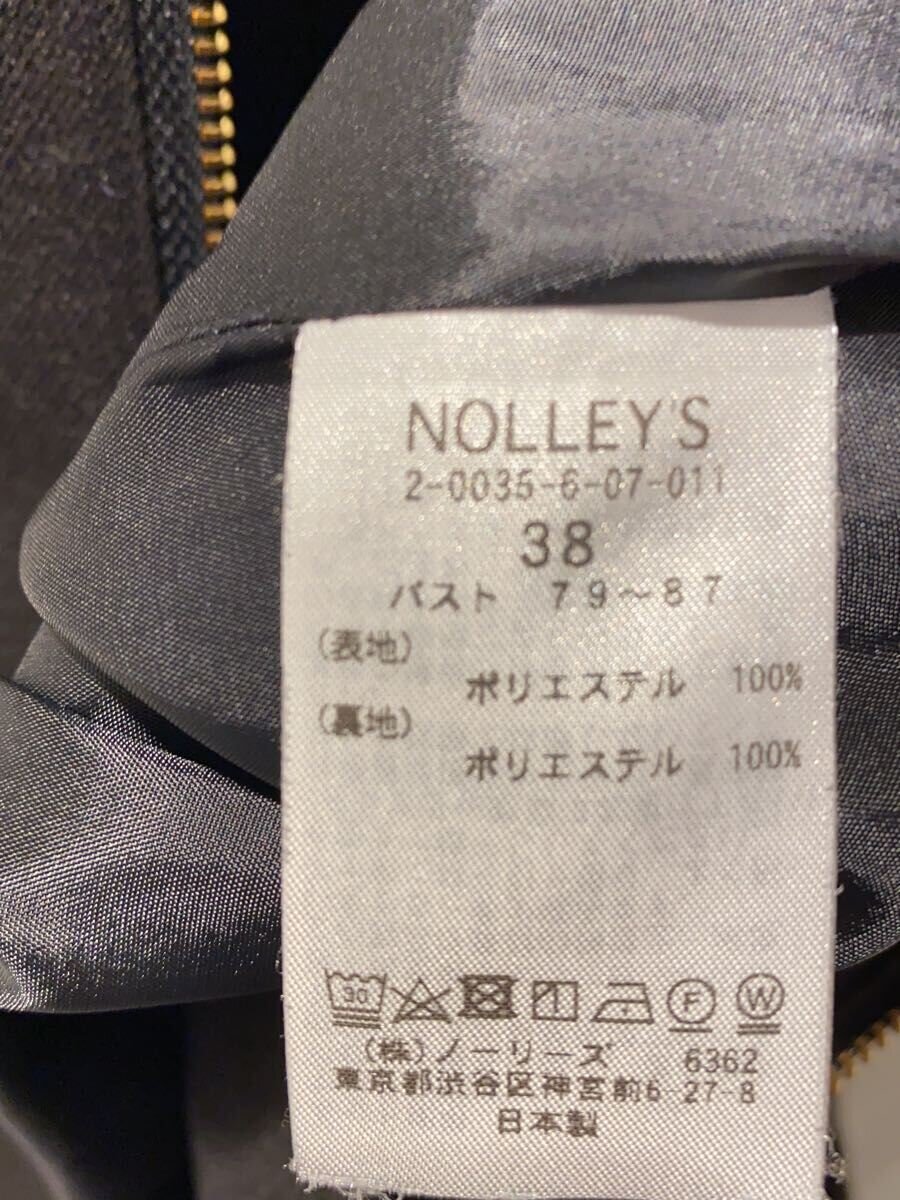 NOLLEY'S
2-0035-6-07-011
38
バスト 79～87
(表地)
ポリエステル 100%
(裏地)
ポリエステル 100%
30 F W
(株)ノーリーズ 6362
東京都渋谷区神宮前6-27-8
日本製